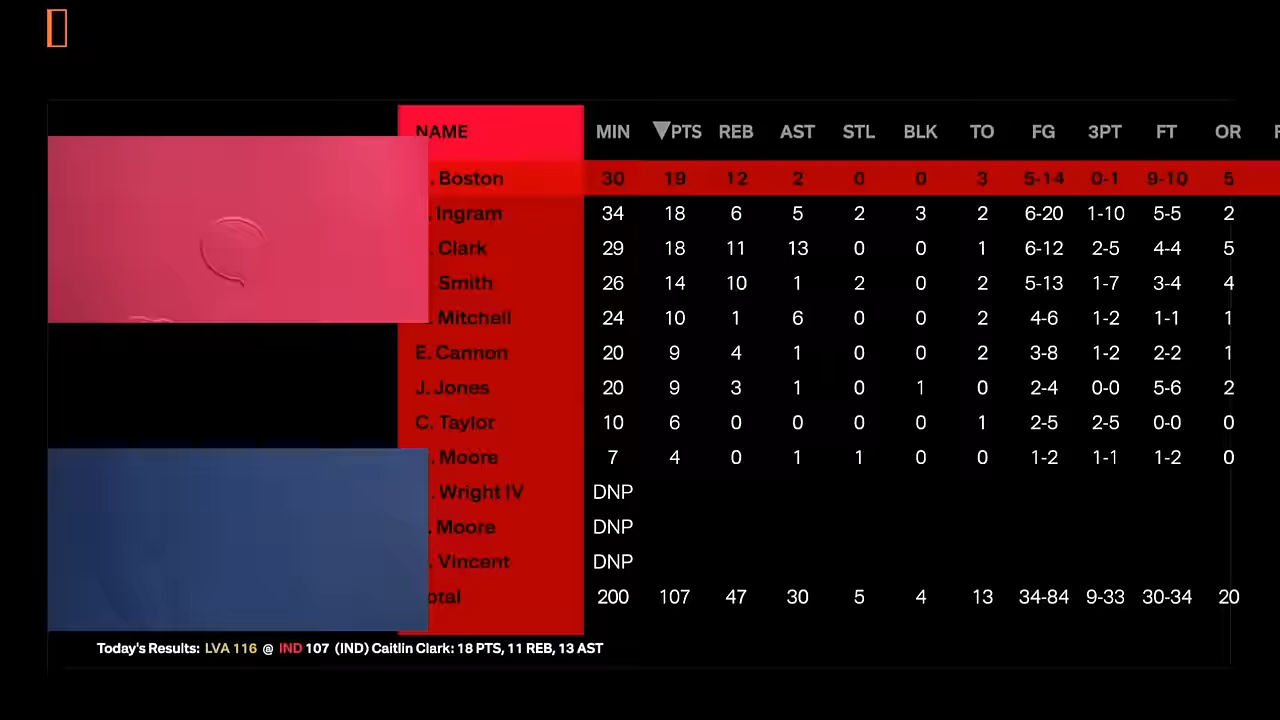 NAME MIN ▼PTS REB AST STL BLK TO FG 3PT FT OR
. Boston 30 19 12 2 0 0 3 5-14 0-1 9-10 5
. Ingram 34 18 6 5 2 3 2 6-20 1-10 5-5 2
. Clark 29 18 11 13 0 0 1 6-12 2-5 4-4 5
Smith 26 14 10 1 2 0 2 5-13 1-7 3-4 4
. Mitchell 24 10 1 6 0 0 2 4-6 1-2 1-1 1
E. Cannon 20 9 4 1 0 0 2 3-8 1-2 2-2 1
J. Jones 20 9 3 1 0 1 0 2-4 0-0 5-6 2
C. Taylor 10 6 0 0 0 0 1 2-5 2-5 0-0 0
. Moore 7 4 0 1 1 0 0 1-2 1-1 1-2 0
. Wright IV DNP
. Moore DNP
. Vincent DNP
otal 200 107 47 30 5 4 13 34-84 9-33 30-34 20
Today's Results: LVA 116 @ IND 107 (IND) Caitlin Clark: 18 PTS, 11 REB, 13 AST